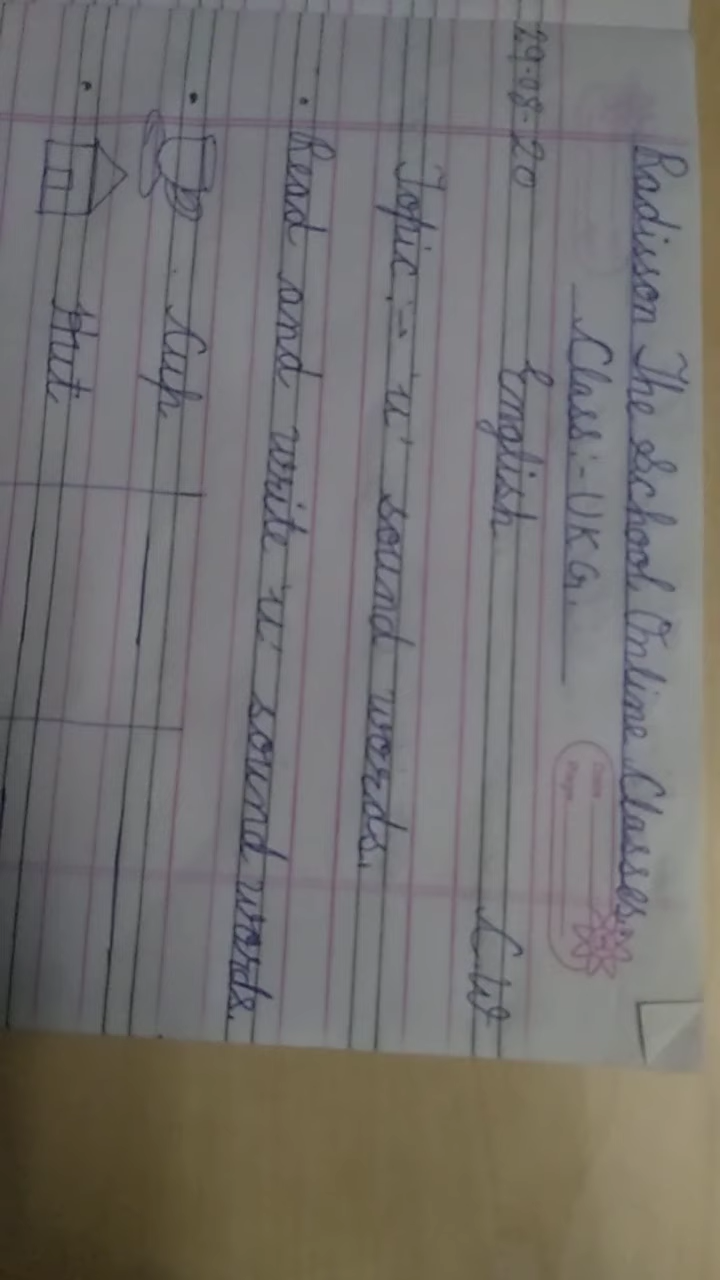 Radisson The School Online Classes.
Class:- UKG.
29-08-20 English C.W
Topic :- 'u' sound words.
• Read and write 'u' sound words.
• Cup
• Hut